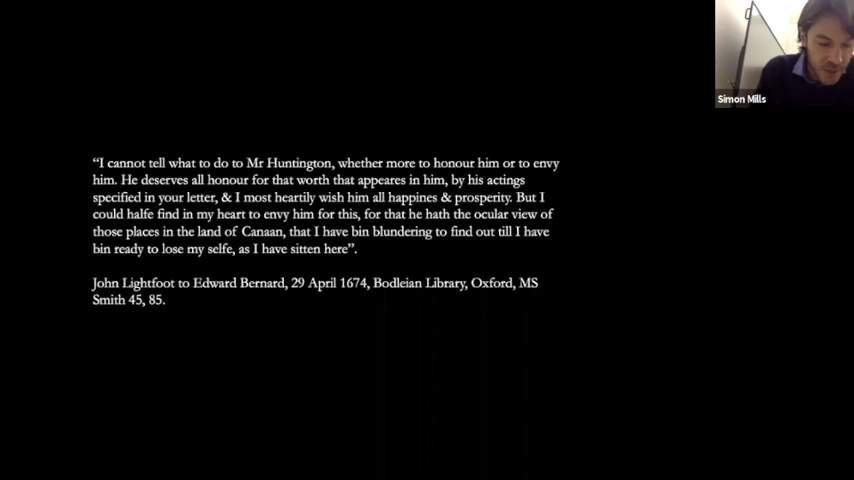 “I cannot tell what to do to Mr Huntington, whether more to honour him or to envy
him. He deserves all honour for that worth that appeares in him, by his actings
specified in your letter, & I most heartily wish him all happines & prosperity. But I
could halfe find in my heart to envy him for this, for that he hath the ocular view of
those places in the land of Canaan, that I have bin blundering to find out till I have
bin ready to lose my selfe, as I have sitten here”.
John Lightfoot to Edward Bernard, 29 April 1674, Bodleian Library, Oxford, MS
Smith 45, 85.
Simon Mills